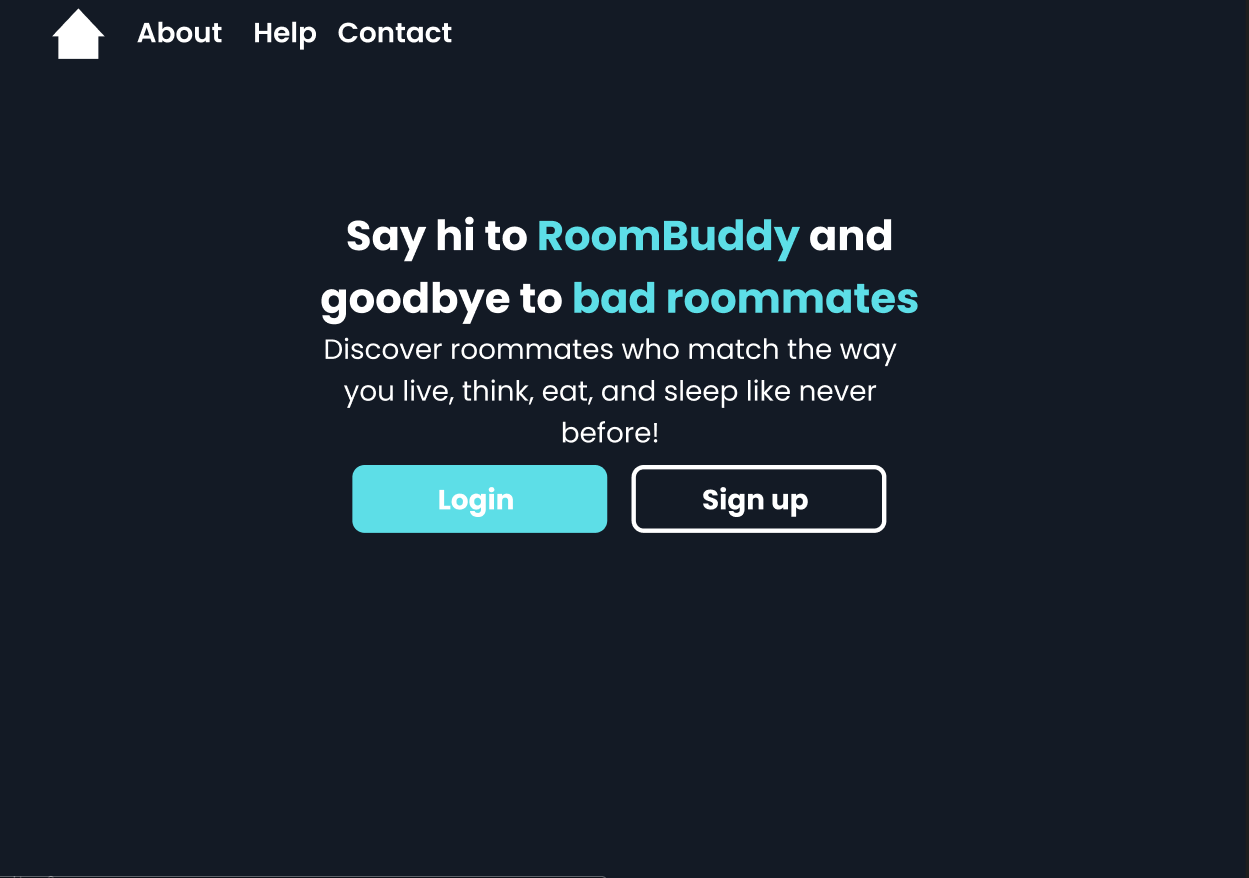 About Help Contact
Say hi to RoomBuddy and
goodbye to bad roommates
Discover roommates who match the way
you live, think, eat, and sleep like never
before!
Login Sign up